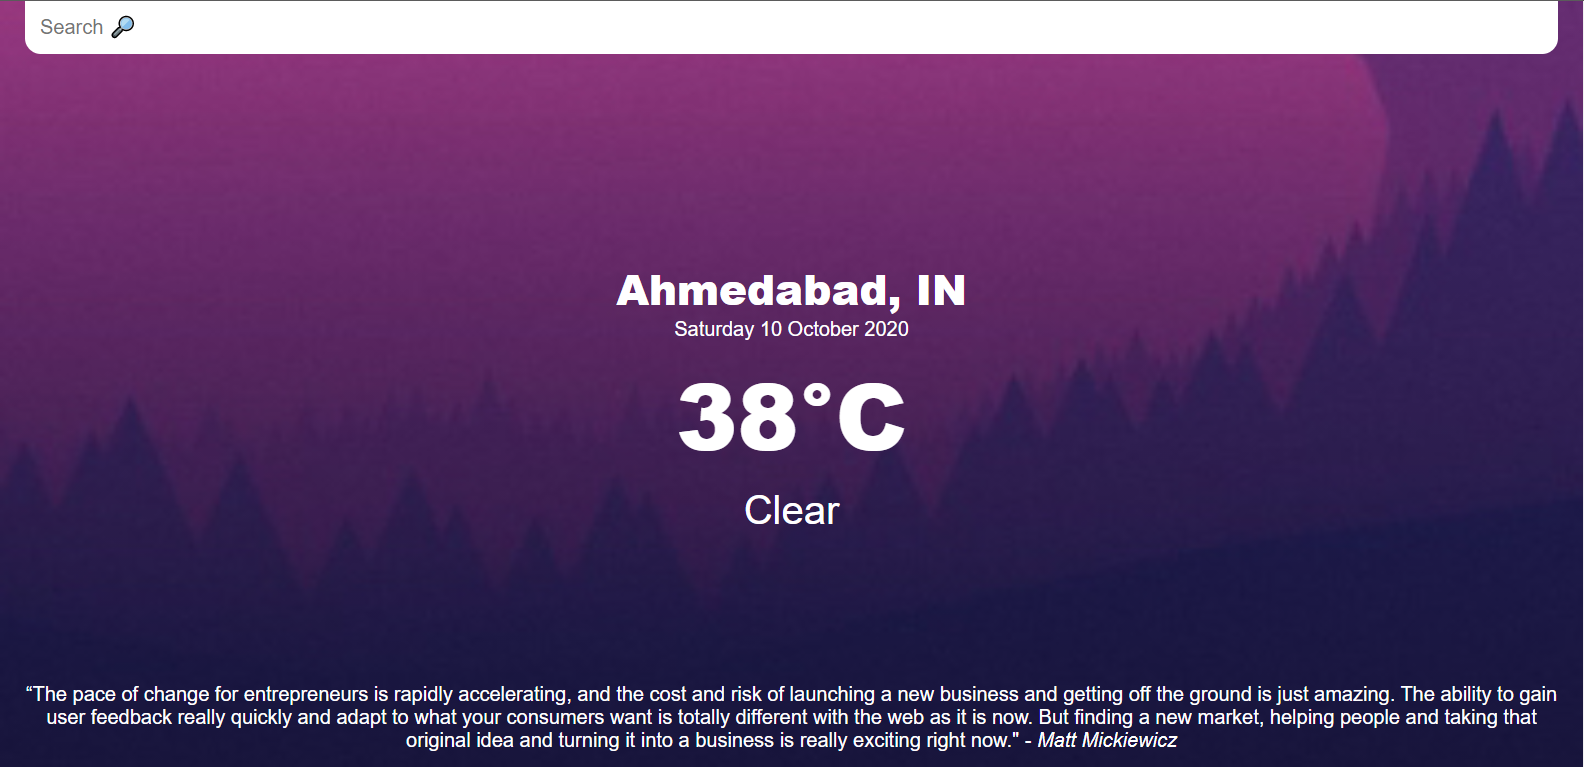 Search 🔎
Ahmedabad, IN
Saturday 10 October 2020
38°C
Clear
“The pace of change for entrepreneurs is rapidly accelerating, and the cost and risk of launching a new business and getting off the ground is just amazing. The ability to gain
user feedback really quickly and adapt to what your consumers want is totally different with the web as it is now. But finding a new market, helping people and taking that
original idea and turning it into a business is really exciting right now." - Matt Mickiewicz